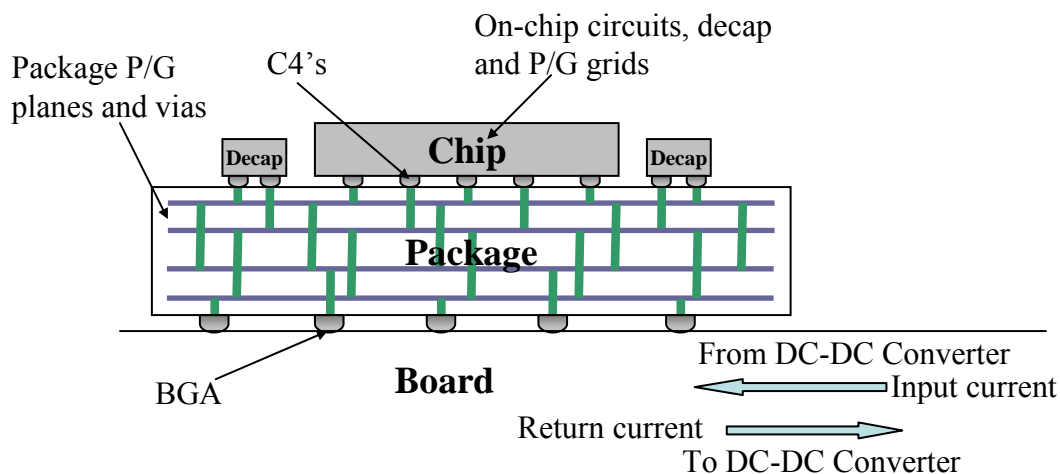 On-chip circuits, decap
and P/G grids
C4's
Package P/G
planes and vias
Decap
Chip
Decap
Package
BGA
Board
From DC-DC Converter
Input current
Return current
To DC-DC Converter